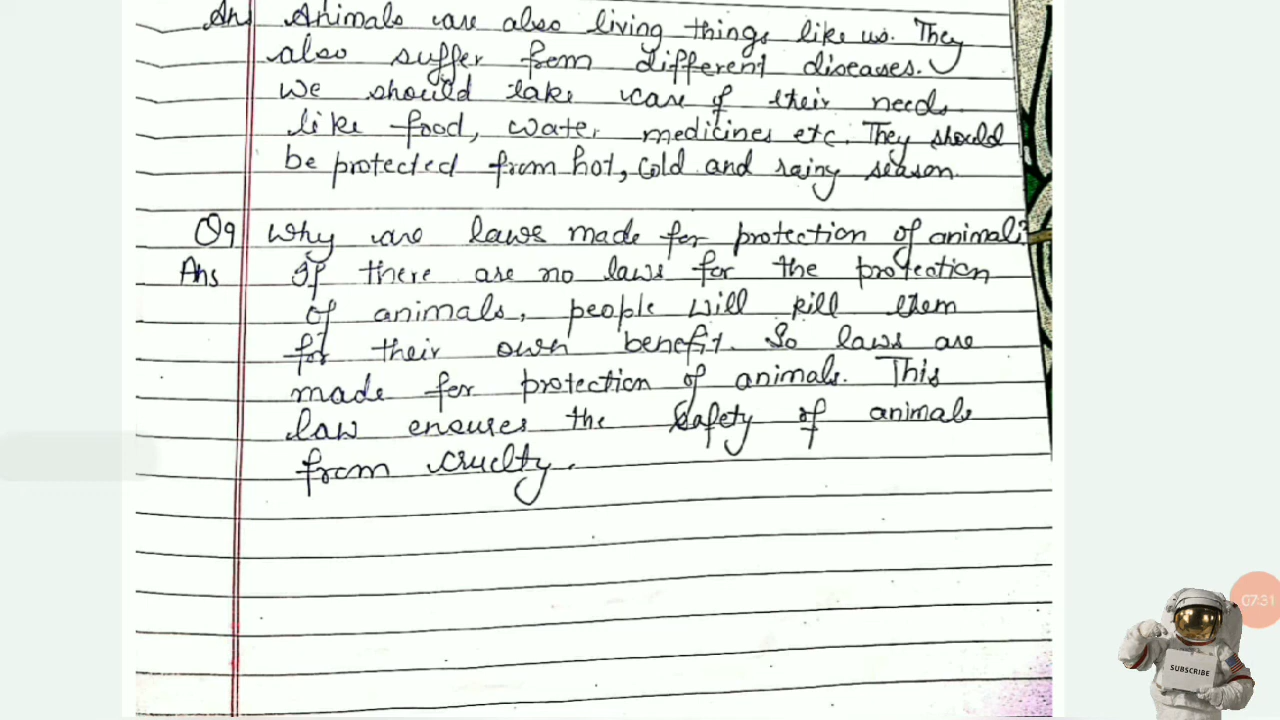 Ans Animals are also living things like us. They
also suffer from different diseases.
We should take care of their needs
like food, water, medicines etc. They should
be protected from hot, cold and rainy season.
Q9 Why are laws made for protection of animals?
Ans If there are no laws for the protection
of animals, people will kill them
for their own benefit. So laws are
made for protection of animals. This
law ensures the safety of animals
from cruelty.
07:31
SUBSCRIBE